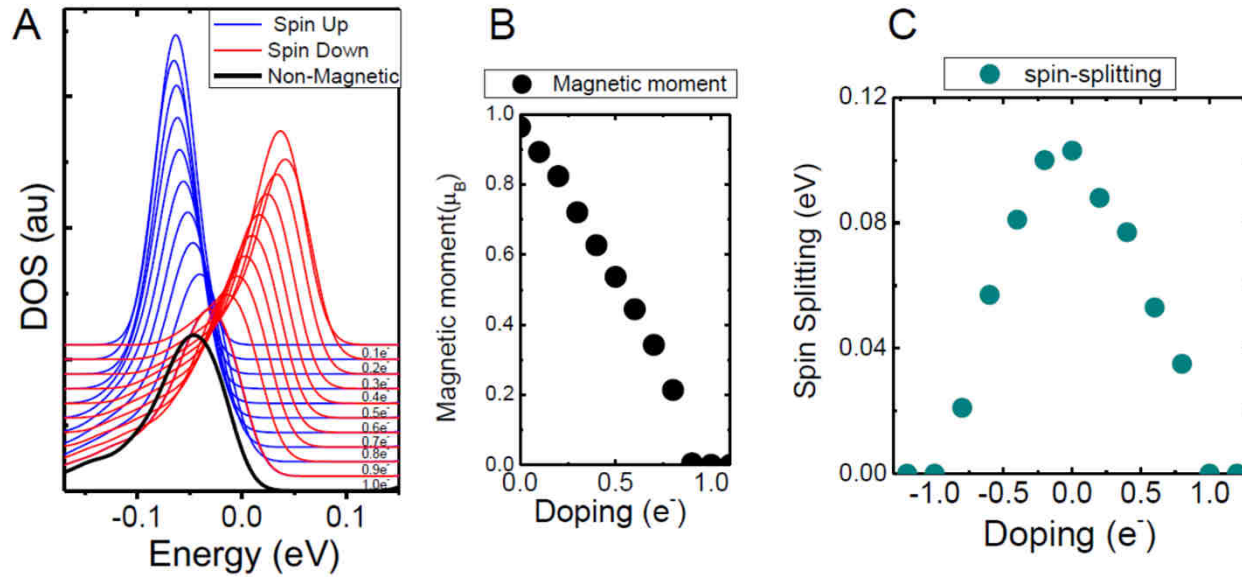 A
Spin Up
Spin Down
Non-Magnetic
DOS (au)
0.1e-
0.2e-
0.3e-
0.4e-
0.5e-
0.6e-
0.7e-
0.8e-
0.9e-
1.0e-
-0.1 0.0 0.1
Energy (eV)
B
Magnetic moment
Magnetic moment(μB)
1.0
0.8
0.6
0.4
0.2
0.0
0.0 0.5 1.0
Doping (e-)
C
spin-splitting
Spin Splitting (eV)
0.12
0.08
0.04
0.00
-1.0 -0.5 0.0 0.5 1.0
Doping (e-)